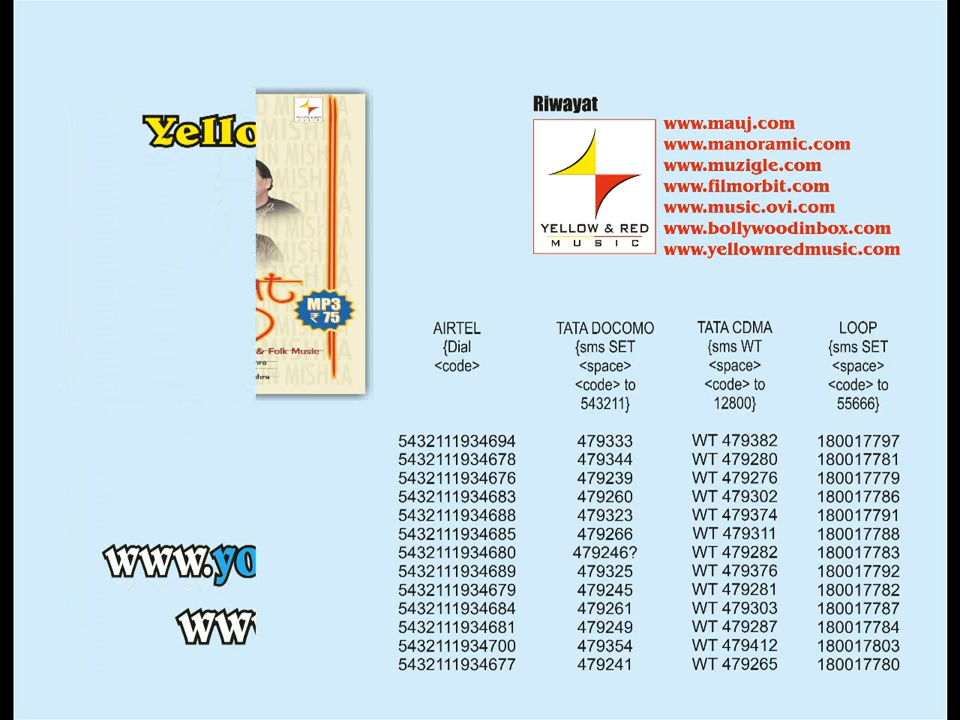 Riwayat
YELLOW & RED
MUSIC
www.mauj.com
www.manoramic.com
www.muzigle.com
www.filmorbit.com
www.music.ovi.com
www.bollywoodinbox.com
www.yellownredmusic.com
Yello
MP3
₹ 75
& Folk Music
www.yo
www
AIRTEL
{Dial
<code>
TATA DOCOMO
{sms SET
<space>
<code> to
543211}
TATA CDMA
{sms WT
<space>
<code> to
12800}
LOOP
{sms SET
<space>
<code> to
55666}
5432111934694 479333 WT 479382 180017797
5432111934678 479344 WT 479280 180017781
5432111934676 479239 WT 479276 180017779
5432111934683 479260 WT 479302 180017786
5432111934688 479323 WT 479374 180017791
5432111934685 479266 WT 479311 180017788
5432111934680 479246? WT 479282 180017783
5432111934689 479325 WT 479376 180017792
5432111934679 479245 WT 479281 180017782
5432111934684 479261 WT 479303 180017787
5432111934681 479249 WT 479287 180017784
5432111934700 479354 WT 479412 180017803
5432111934677 479241 WT 479265 180017780